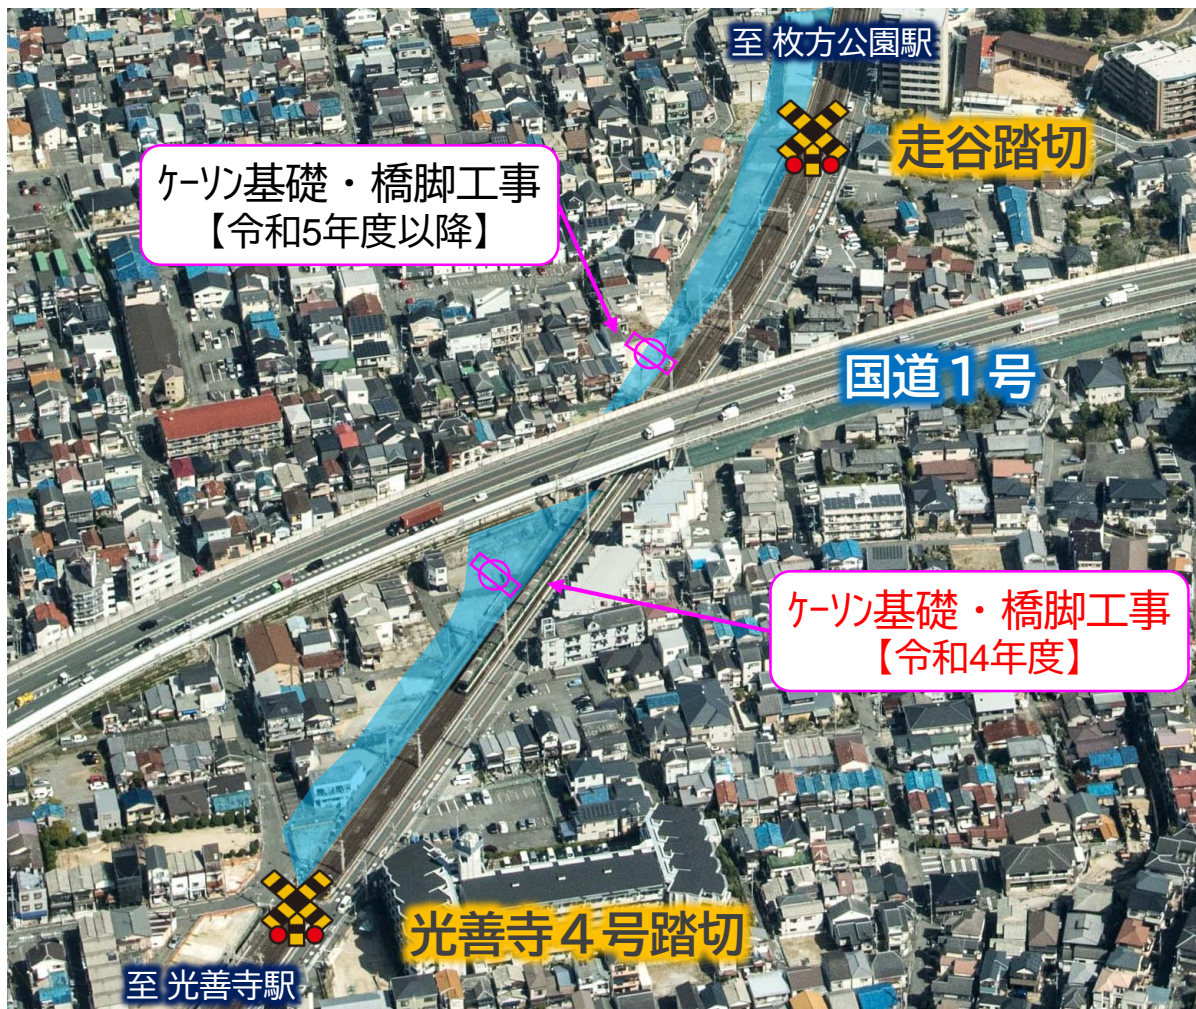 至 枚方公園駅
走谷踏切
ｹｰｿﾝ基礎・橋脚工事
【令和5年度以降】
国道１号
ｹｰｿﾝ基礎・橋脚工事
【令和4年度】
光善寺４号踏切
至 光善寺駅